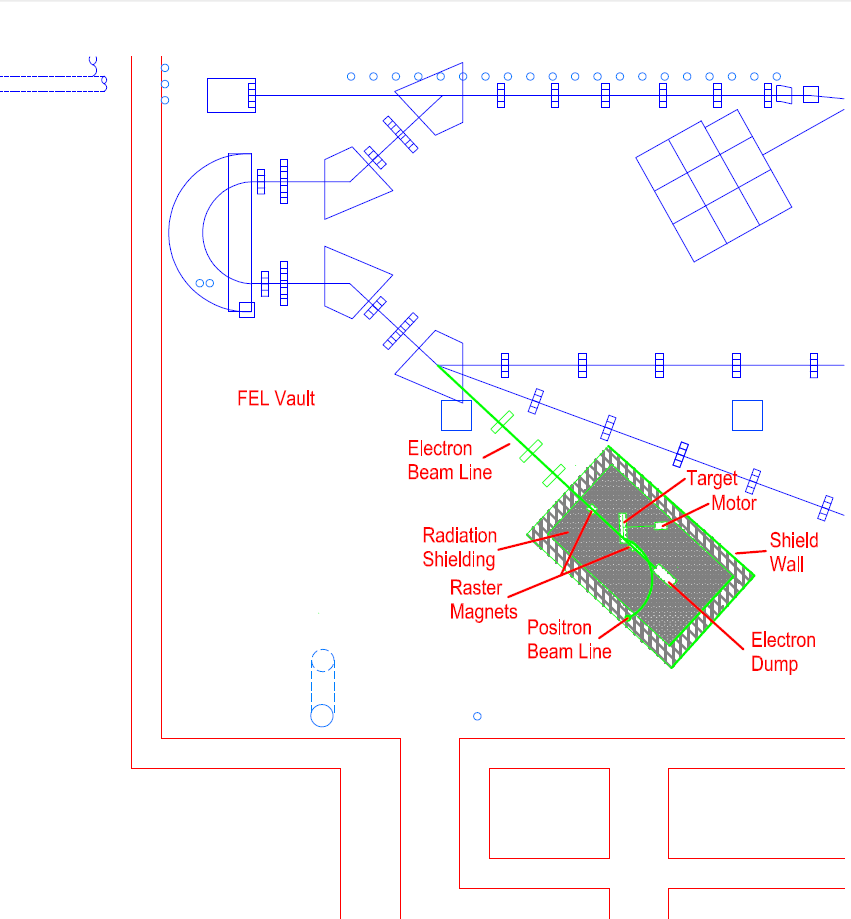 FEL Vault
Electron
Beam Line
Target
Motor
Radiation
Shielding
Shield
Wall
Raster
Magnets
Positron
Beam Line
Electron
Dump